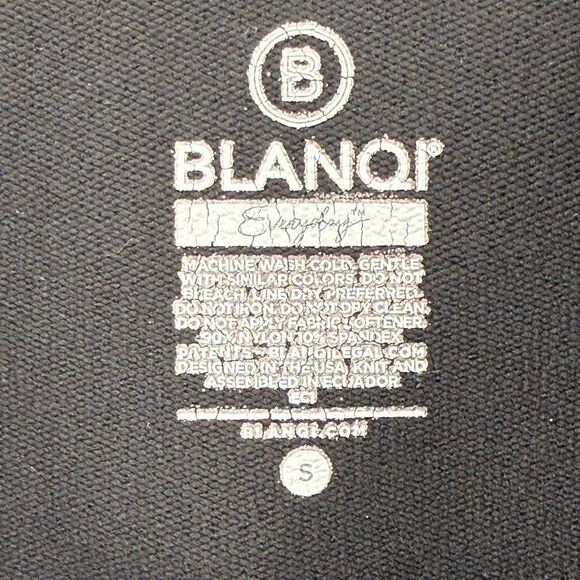 B
BLANQI®
Everyday™
MACHINE WASH COLD, GENTLE
WITH SIMILAR COLORS. DO NOT
BLEACH. LINE DRY PREFERRED.
DO NOT IRON. DO NOT DRY CLEAN.
DO NOT APPLY FABRIC SOFTENER.
90% NYLON 10% SPANDEX
PATENTS - BLANQILEGAL.COM
DESIGNED IN THE USA, KNIT AND
ASSEMBLED IN ECUADOR
BLANQI.COM
S